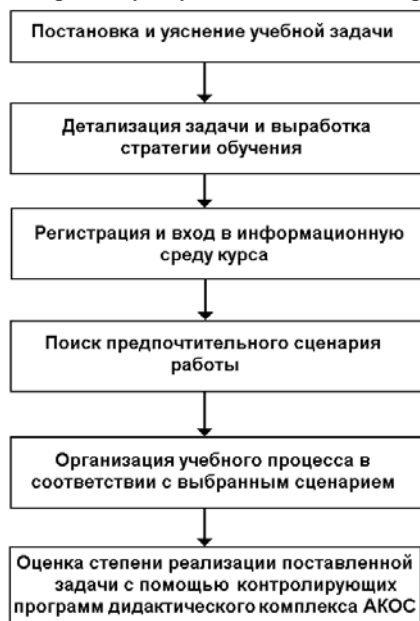 Постановка и уяснение учебной задачи
Детализация задачи и выработка
стратегии обучения
Регистрация и вход в информационную
среду курса
Поиск предпочтительного сценария
работы
Организация учебного процесса в
соответствии с выбранным сценарием
Оценка степени реализации поставленной
задачи с помощью контролирующих
программ дидактического комплекса АКОС